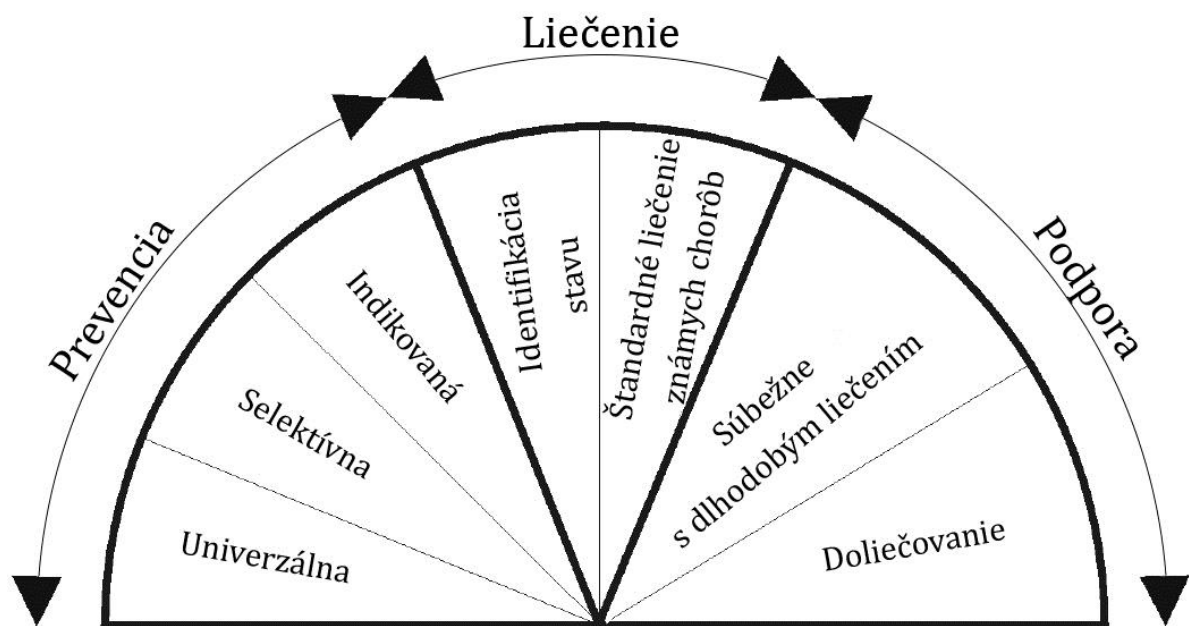 Liečenie
Prevencia
Podpora
Univerzálna
Selektívna
Indikovaná
Identifikácia
stavu
Štandardné liečenie
známych chorôb
Súbežne
s dlhodobým liečením
Doliečovanie